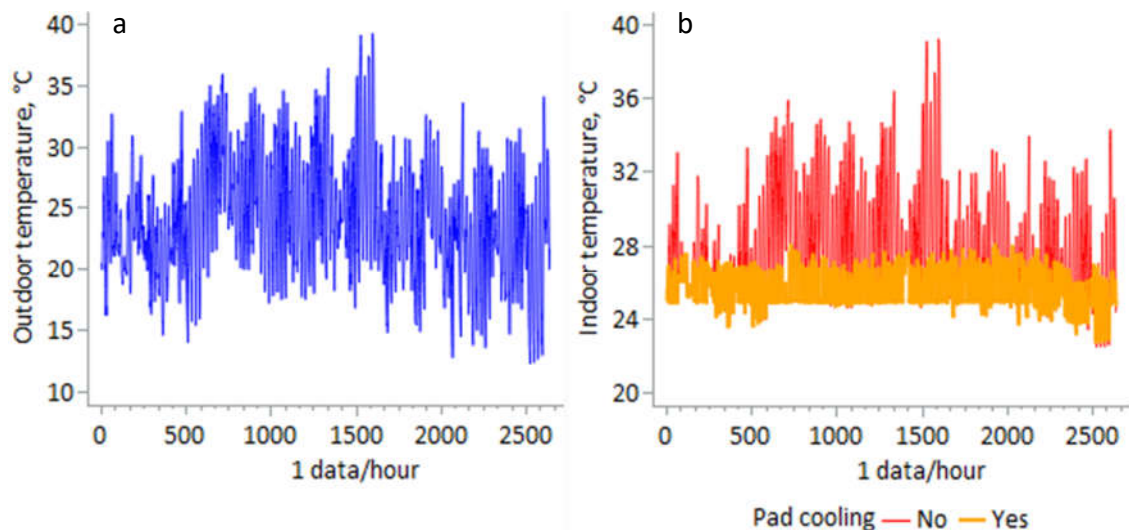 a
Outdoor temperature, °C
40
35
30
25
20
15
10
0 500 1000 1500 2000 2500
1 data/hour
b
Indoor temperature, °C
40
36
32
28
24
20
0 500 1000 1500 2000 2500
1 data/hour
Pad cooling No Yes